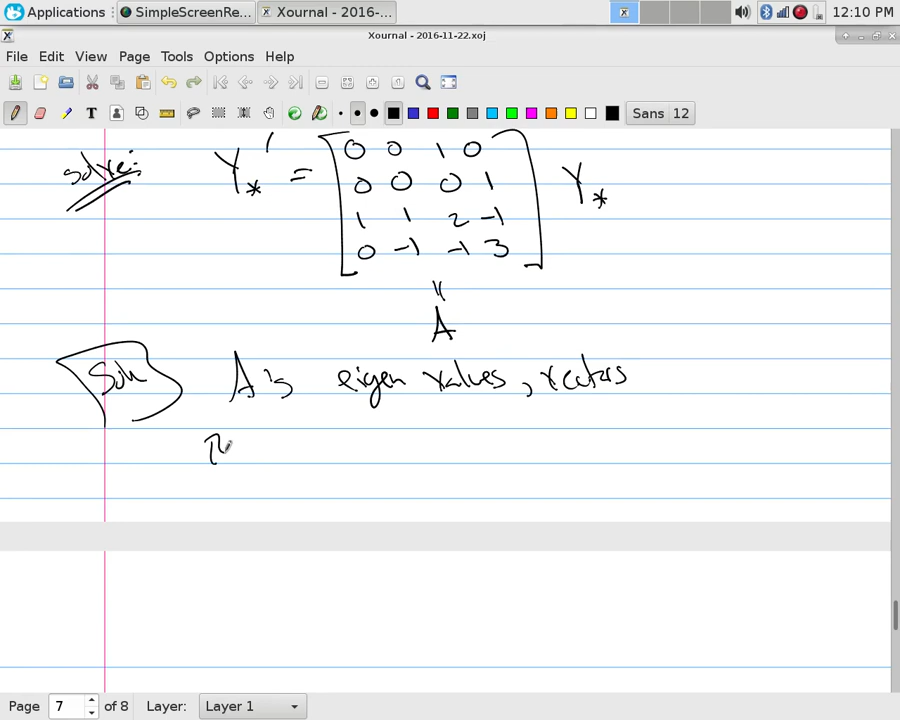 Applications SimpleScreenRe... Xournal - 2016-... 12:10 PM
Xournal - 2016-11-22.xoj
File Edit View Page Tools Options Help
Sans 12
solve: Y*' = [0 0 1 0
0 0 0 1
1 1 2 -1
0 -1 -1 3] Y*
"
A
Soln A's eigen values, vectors
Page 7 of 8 Layer: Layer 1